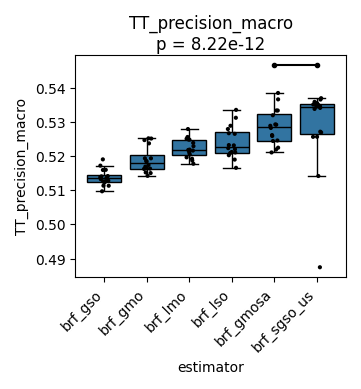 TT_precision_macro
p = 8.22e-12
TT_precision_macro
0.54
0.53
0.52
0.51
0.50
0.49
brf_gso
brf_gmo
brf_lmo
brf_lso
brf_gmosa
brf_sgso_us
estimator